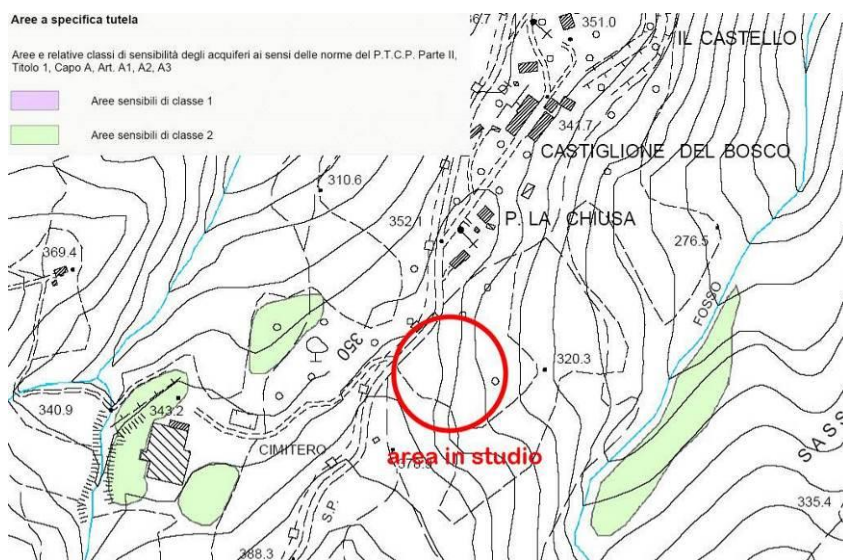 Aree a specifica tutela
Aree e relative classi di sensibilità degli acquiferi ai sensi delle norme del P.T.C.P. Parte II,
Titolo 1, Capo A, Art. A1, A2, A3
Aree sensibili di classe 1
Aree sensibili di classe 2
351.0
IL CASTELLO
341.7
CASTIGLIONE DEL BOSCO
310.6
352.1
P. LA CHIUSA
276.5
369.4
FOSSO
350
320.3
340.9
343.2
CIMITERO
area in studio
SASS
335.4
S.P.
388.3